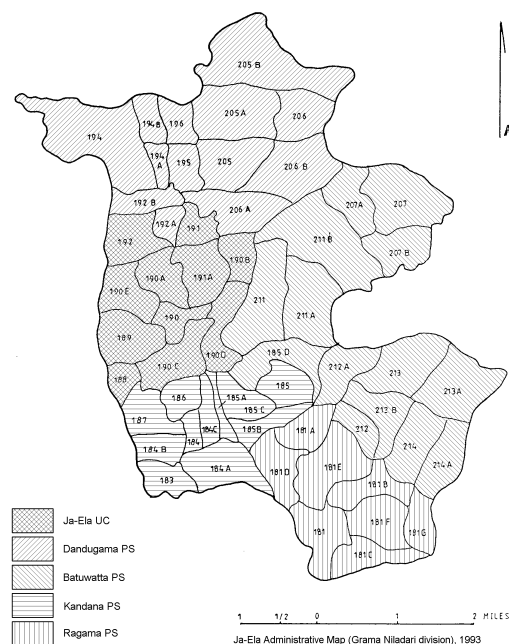 205 B
205 A
206
194
194 B
196
194 A
195
205
206 B
192 B
207 A
207
206 A
192
192 A
191
211 B
207 B
190 B
190 A
191 A
190 E
211
211 A
190
189
190 C
190 D
185 D
212 A
213
188
185
213 A
186
185 A
185 C
212 B
187
184 C
185 B
181 A
212
214
184
184 B
184 A
181 D
181 E
214 A
183
181 B
181
181 F
181 G
181 C
Ja-Ela UC
Dandugama PS
Batuwatta PS
Kandana PS
Ragama PS
1 1/2 0 1 2 MILES
Ja-Ela Administrative Map (Grama Niladari division), 1993